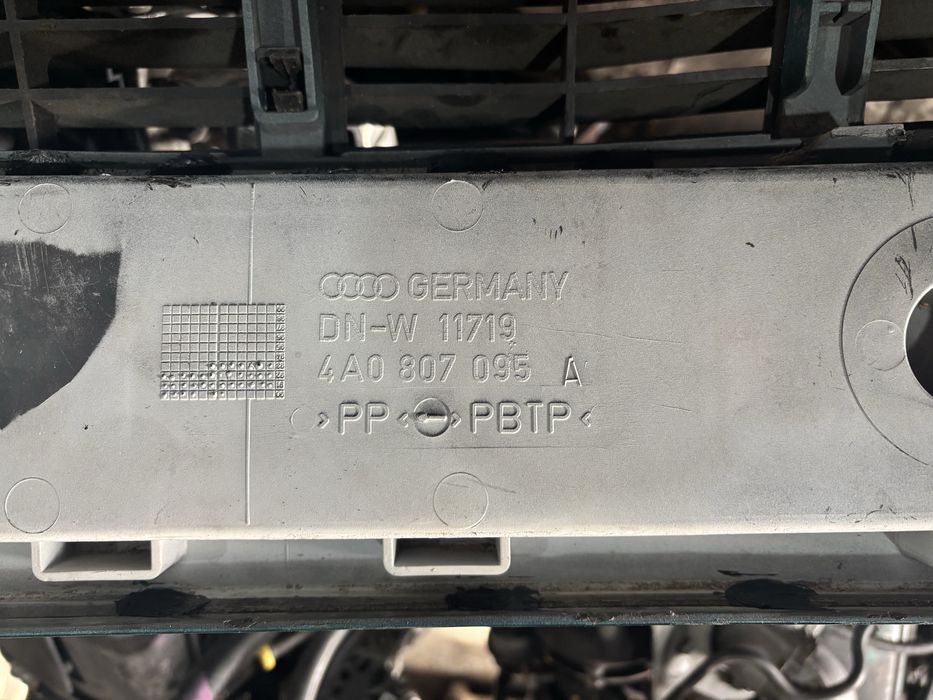 GERMANY
DN-W 11719
4A0 807 095 A
>PP< >PBTP<